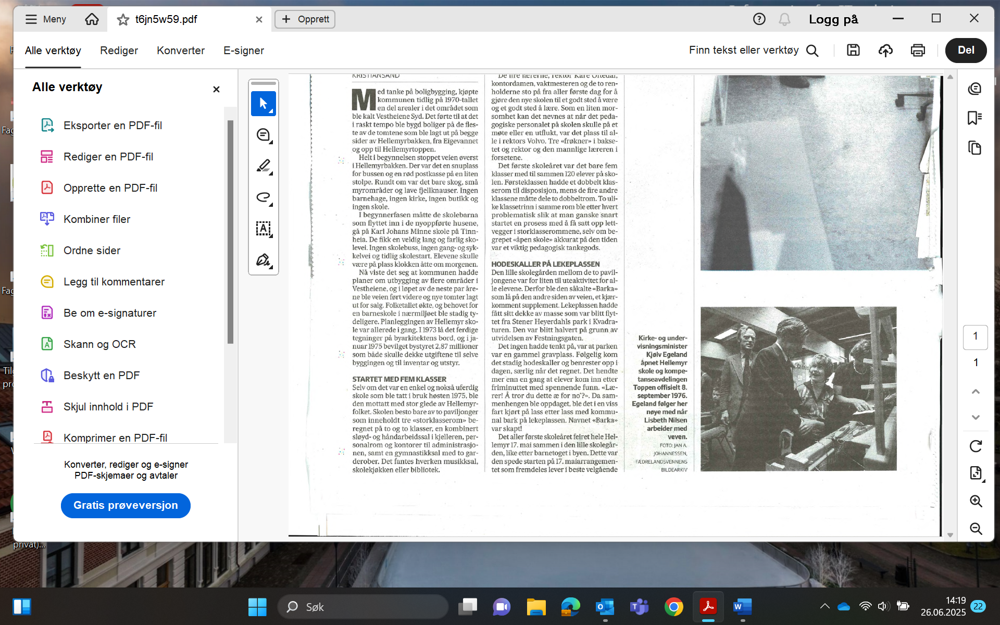 Meny
t6jn5w59.pdf
Opprett
Logg på
Alle verktøy
Rediger
Konverter
E-signer
Finn tekst eller verktøy
Del
Alle verktøy
Eksporter en PDF-fil
Rediger en PDF-fil
Opprette en PDF-fil
Kombiner filer
Ordne sider
Legg til kommentarer
Be om e-signaturer
Skann og OCR
Beskytt en PDF
Skjul innhold i PDF
Komprimer en PDF-fil
Konverter, rediger og e-signer
PDF-skjemaer og avtaler
Gratis prøveversjon
KRISTIANSAND
Med tanke på boligbygging, kjøpte
kommunen tidlig på 1970-tallet
en del arealer i det området som
ble kalt Vestheiene Syd. Det førte til at det
i raskt tempo ble bygd boliger på de fles-
te av de tomtene som ble lagt ut på begge
sider av Hellemyrbakken, fra Eigevannet
og opp til Hellemyrtoppen.
Helt i begynnelsen stoppet veien øverst
i Hellemyrbakken. Der var det en snuplass
for bussen og en rød postkasse på en liten
stolpe. Rundt om var det bare skog, små
myrområder og lave fjellknauser. Ingen
barnehage, ingen kirke, ingen butikk og
ingen skole.
I begynnerfasen måtte de skolebarna
som flyttet inn i de nyoppførte husene,
gå på Karl Johans Minne skole på Tinn-
heia. De fikk en veldig lang og farlig sko-
levei. Ingen skolebuss, ingen gang- og syk-
kelvei og tidlig skolestart. Elevene skulle
være på plass klokken åtte om morgenen.
Nå viste det seg at kommunen hadde
planer om utbygging av flere områder i
Vestheiene, og i løpet av de neste par åre-
ne ble veien ført videre og nye tomter lagt
ut for salg. Folketallet økte, og behovet for
en barneskole i nærmiljøet ble stadig ty-
deligere. Planleggingen av Hellemyr sko-
le var allerede i gang. I 1973 lå det ferdige
tegninger på byarkitektens bord, og i ja-
nuar 1975 bevilget bystyret 2,87 millioner
som både skulle dekke utgiftene til selve
byggingen og til inventar og utstyr.
STARTET MED FEM KLASSER
Selv om det var en enkel og nokså uferdig
skole som ble tatt i bruk høsten 1975, ble
den mottatt med stor glede av Hellemyr-
folket. Skolen besto bare av to paviljonger
som inneholdt tre «storklasserom» be-
regnet på to og to klasser, en kombinert
sløyd- og håndarbeidssal i kjelleren, per-
sonalrom og kontorer til administrasjo-
nen, samt en gymnastikksal med to gar-
derober. Det fantes hverken musikksal,
skolekjøkken eller bibliotek.
De fire lærerne, rektor Kåre Oftedal,
kontordamen, vaktmesteren og de to ren-
holderne sto på fra aller første dag for å
gjøre den nye skolen til et godt sted å være
og et godt sted å lære. Som en liten mor-
somhet kan det nevnes at når det peda-
gogiske personalet på skolen skulle på et
møte eller en utflukt, var det plass til al-
le i rektors Volvo. Tre «frøkner» i bakse-
tet og rektor og den mannlige læreren i
forsetene.
Det første skoleåret var det bare fem
klasser med til sammen 120 elever på sko-
len. Førsteklassen hadde et dobbelt klas-
serom til disposisjon, mens de fire andre
klassene måtte dele to dobbeltrom. To uli-
ke klassetrinn i samme rom ble etter hvert
problematisk slik at man ganske snart
startet en prosess med å få satt opp lett-
vegger i storklasserommene, selv om be-
grepet «åpen skole» akkurat på den tiden
var et viktig pedagogisk tankegods.
HODESKALLER PÅ LEKEPLASSEN
Den lille skolegården mellom de to pavil-
jongene var for liten til uteaktivitet for al-
le elevene. Derfor ble den såkalte «Barka»
som lå på den andre siden av veien, et kjær-
komment supplement. Lekeplassen hadde
fått sitt dekke av masse som var blitt flyt-
tet fra Stener Heyerdahls park i Kvadra-
turen. Den var blitt halvert på grunn av
utvidelsen av Festningsgaten.
Det ingen hadde tenkt på, var at parken
var en gammel gravplass. Følgelig kom
det stadig hodeskaller og benrester opp i
dagen, særlig når det regnet. Det hendte
mer enn en gang at elever kom inn etter
friminuttet med spennende funn. «Læ-
rer! Å tror du dette æ for no'?». Da sam-
menhengen ble oppdaget, ble det i en viss
fart kjørt på lass etter lass med kommu-
nal bark på lekeplassen. Navnet «Barka»
var skapt!
Det aller første skoleåret feiret hele Hel-
lemyr 17. mai sammen i den lille skolegår-
den, like etter barnetoget i byen. Dette var
den spede starten på 17. maiarrangemen-
tet som fremdeles lever i beste velgående
Kirke- og under-
visningsminister
Kjølv Egeland
åpnet Hellemyr
skole og kompe-
tanseavdelingen
Toppen offisielt 8.
september 1976.
Egeland følger her
nøye med når
Lisbeth Nilsen
arbeider med
veven.
FOTO: JAN A.
JOHANNESSEN,
FÆDRELANDSVENNENS
BILDEARKIV
1
1
privat)...
Søk
14:19
26.06.2025
22